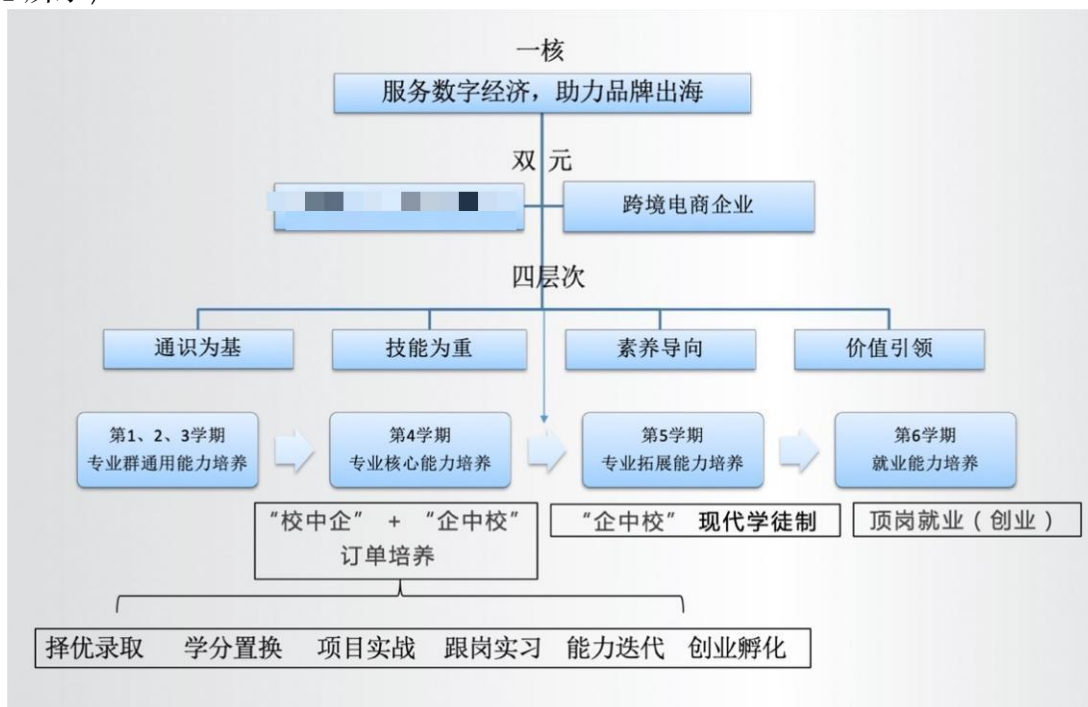 一核
服务数字经济，助力品牌出海
双 元
跨境电商企业
四层次
通识为基 技能为重 素养导向 价值引领
第1、2、3学期 第4学期 第5学期 第6学期
专业群通用能力培养 专业核心能力培养 专业拓展能力培养 就业能力培养
“校中企” + “企中校” “企中校” 现代学徒制 顶岗就业（创业）
订单培养
择优录取 学分置换 项目实战 跟岗实习 能力迭代 创业孵化